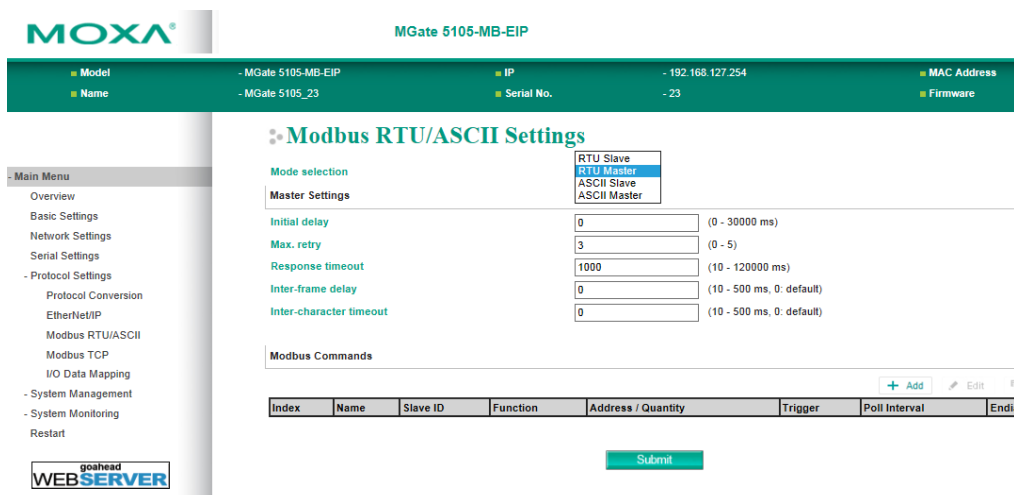 MOXA®
MGate 5105-MB-EIP
Model - MGate 5105-MB-EIP IP - 192.168.127.254 MAC Address
Name - MGate 5105_23 Serial No. - 23 Firmware
- Main Menu
Overview
Basic Settings
Network Settings
Serial Settings
- Protocol Settings
Protocol Conversion
EtherNet/IP
Modbus RTU/ASCII
Modbus TCP
I/O Data Mapping
- System Management
- System Monitoring
Restart
goahead
WEBSERVER
Modbus RTU/ASCII Settings
Mode selection
RTU Slave
RTU Master
ASCII Slave
ASCII Master
Master Settings
Initial delay 0 (0 - 30000 ms)
Max. retry 3 (0 - 5)
Response timeout 1000 (10 - 120000 ms)
Inter-frame delay 0 (10 - 500 ms, 0: default)
Inter-character timeout 0 (10 - 500 ms, 0: default)
Modbus Commands
+ Add Edit
Index Name Slave ID Function Address / Quantity Trigger Poll Interval Endi
Submit